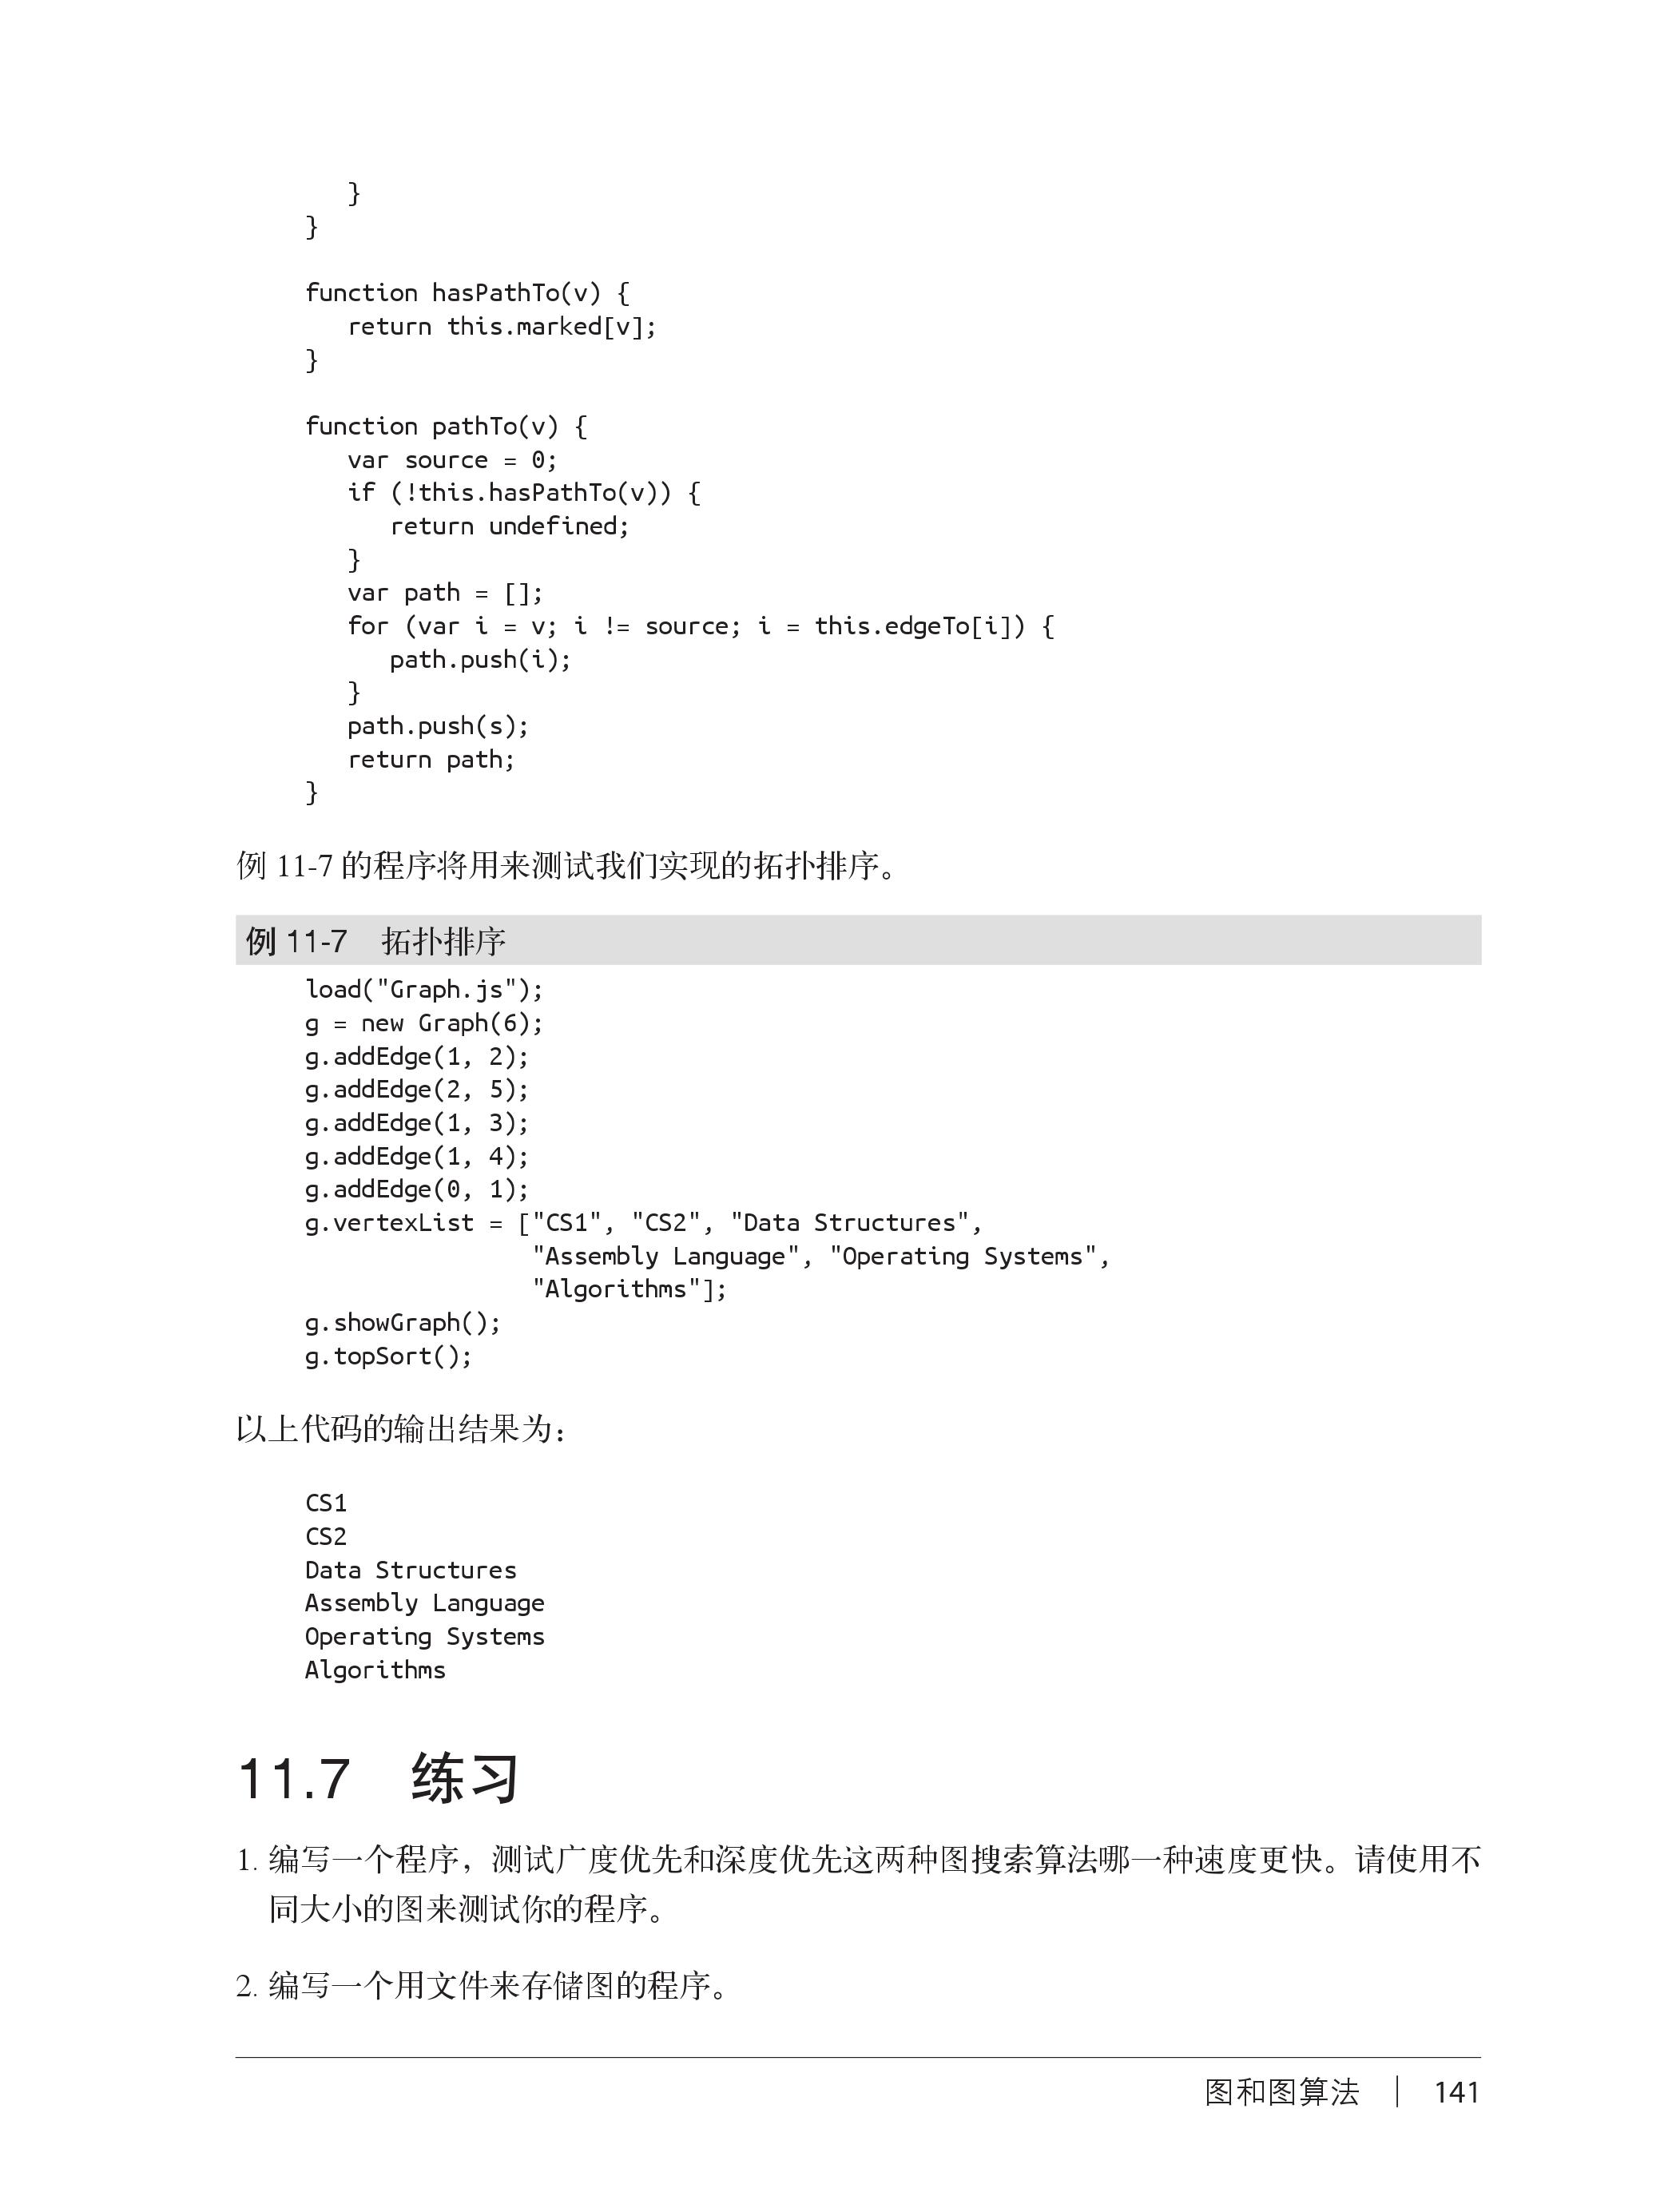 }
}
function hasPathTo(v) {
   return this.marked[v];
}
function pathTo(v) {
   var source = 0;
   if (!this.hasPathTo(v)) {
      return undefined;
   }
   var path = [];
   for (var i = v; i != source; i = this.edgeTo[i]) {
      path.push(i);
   }
   path.push(s);
   return path;
}
例 11-7 的程序将用来测试我们实现的拓扑排序。
例 11-7　拓扑排序
load("Graph.js");
g = new Graph(6);
g.addEdge(1, 2);
g.addEdge(2, 5);
g.addEdge(1, 3);
g.addEdge(1, 4);
g.addEdge(0, 1);
g.vertexList = ["CS1", "CS2", "Data Structures",
                "Assembly Language", "Operating Systems",
                "Algorithms"];
g.showGraph();
g.topSort();
以上代码的输出结果为：
CS1
CS2
Data Structures
Assembly Language
Operating Systems
Algorithms
11.7　练习
1. 编写一个程序，测试广度优先和深度优先这两种图搜索算法哪一种速度更快。请使用不
同大小的图来测试你的程序。
2. 编写一个用文件来存储图的程序。
图和图算法 ｜ 141